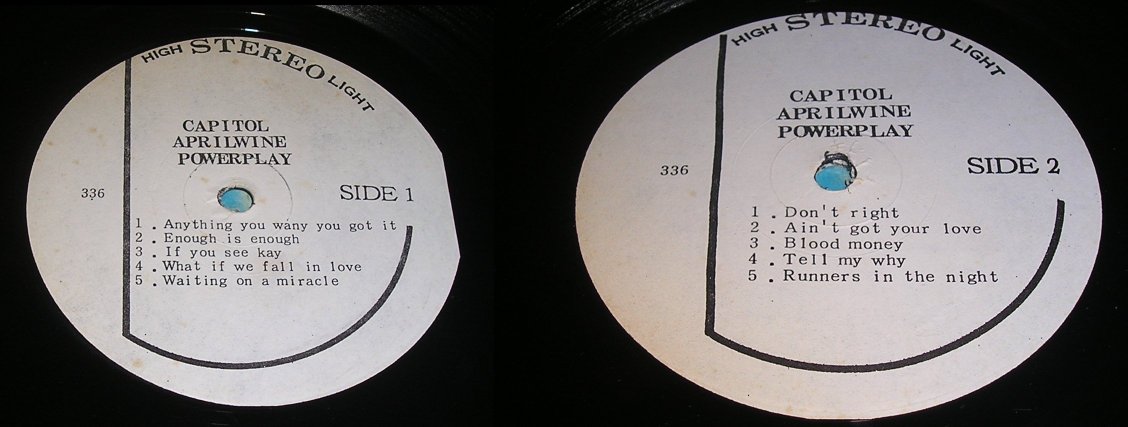 HIGH STEREO LIGHT
CAPITOL
APRILWINE
POWERPLAY
336
SIDE 1
1 . Anything you wany you got it
2 . Enough is enough
3 . If you see kay
4 . What if we fall in love
5 . Waiting on a miracle
HIGH STEREO LIGHT
CAPITOL
APRILWINE
POWERPLAY
336
SIDE 2
1 . Don't right
2 . Ain't got your love
3 . Blood money
4 . Tell my why
5 . Runners in the night